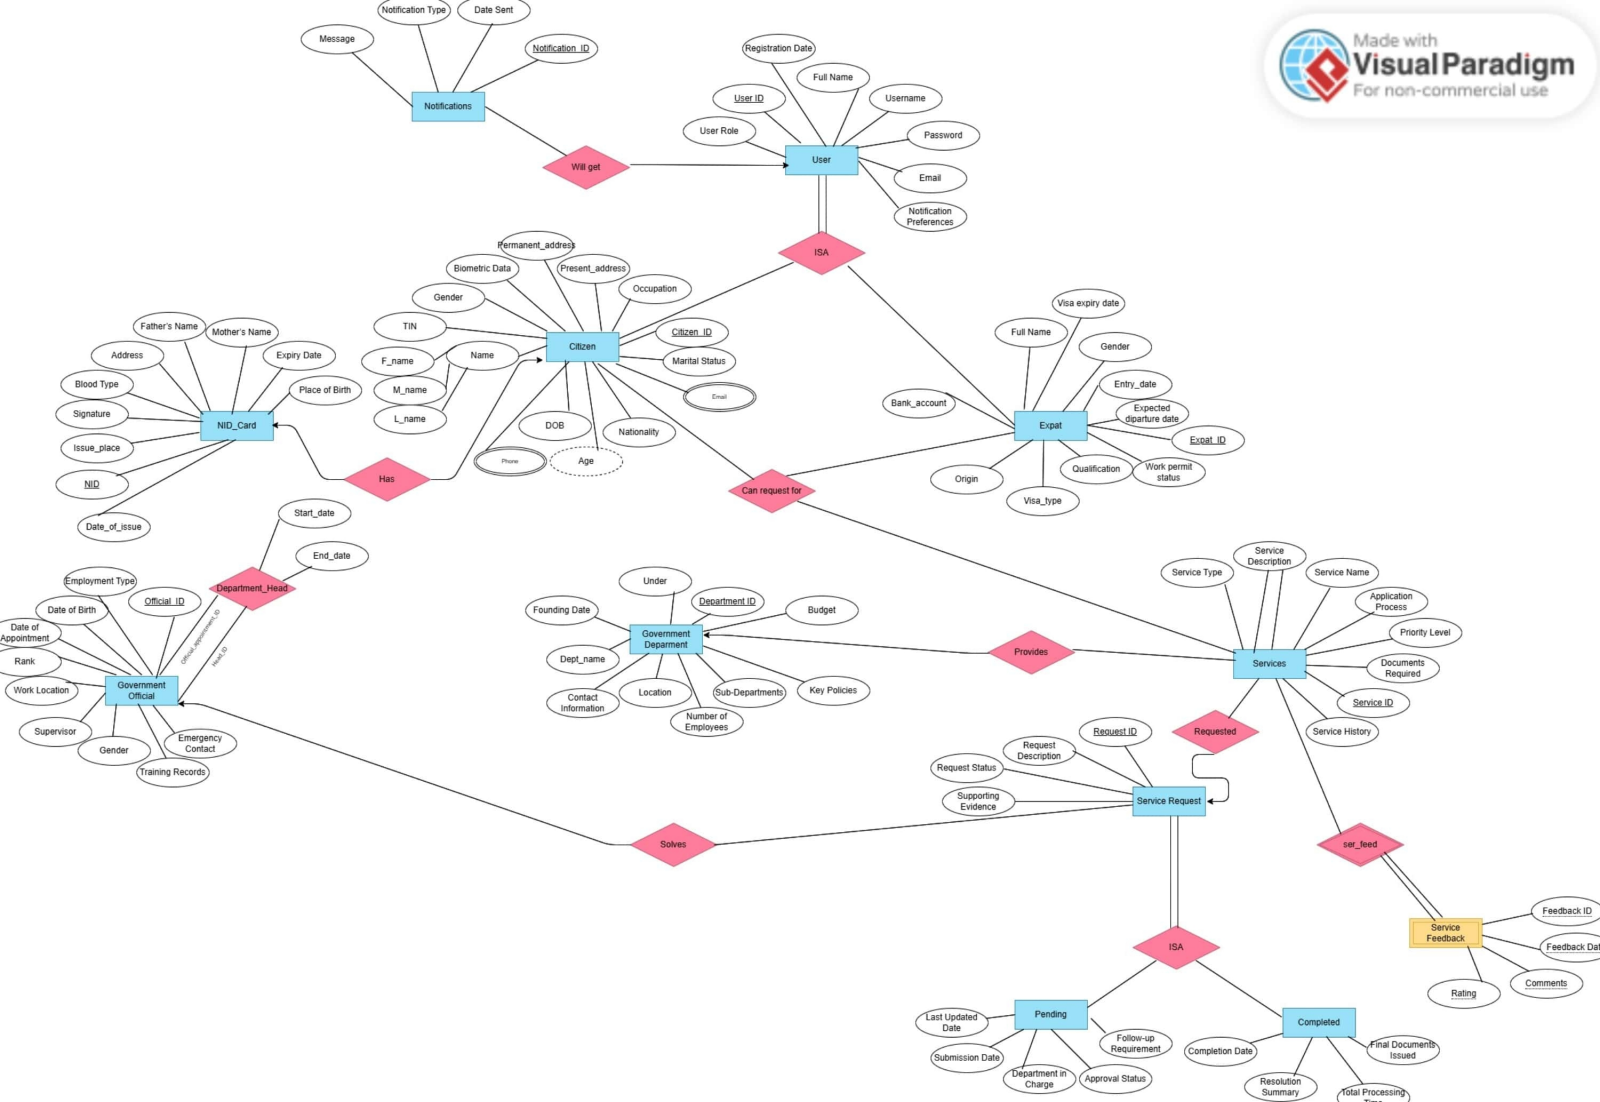 Made with
Visual Paradigm
For non-commercial use
Notification Type
Date Sent
Message
Notification_ID
Notifications
Will get
Registration Date
Full Name
User ID
Username
User Role
Password
User
Email
Notification
Preferences
ISA
Permanent_address
Biometric Data
Present_address
Gender
Occupation
TIN
Citizen_ID
Name
Citizen
F_name
Marital Status
M_name
Email
L_name
DOB
Nationality
Phone
Age
Father's Name
Mother's Name
Address
Expiry Date
Blood Type
Place of Birth
Signature
NID_Card
Issue_place
NID
Date_of_issue
Has
Visa expiry date
Full Name
Gender
Entry_date
Bank_account
Expected
diparture date
Expat
Expat_ID
Origin
Qualification
Work permit
status
Visa_type
Can request for
Start_date
End_date
Department_Head
Official_appointment_ID
Head_ID
Employment Type
Official_ID
Date of Birth
Date of
Appointment
Rank
Work Location
Government
Official
Supervisor
Gender
Emergency
Contact
Training Records
Under
Founding Date
Department ID
Budget
Government
Deparment
Dept_name
Contact
Information
Location
Sub-Departments
Key Policies
Number of
Employees
Provides
Service
Description
Service Type
Service Name
Application
Process
Priority Level
Services
Documents
Required
Service ID
Service History
Requested
Request ID
Request
Description
Request Status
Supporting
Evidence
Service Request
Solves
ser_feed
Service
Feedback
Feedback ID
Feedback Dat
Comments
Rating
ISA
Pending
Last Updated
Date
Submission Date
Department in
Charge
Approval Status
Follow-up
Requirement
Completed
Completion Date
Resolution
Summary
Final Documents
Issued
Total Processing
Time